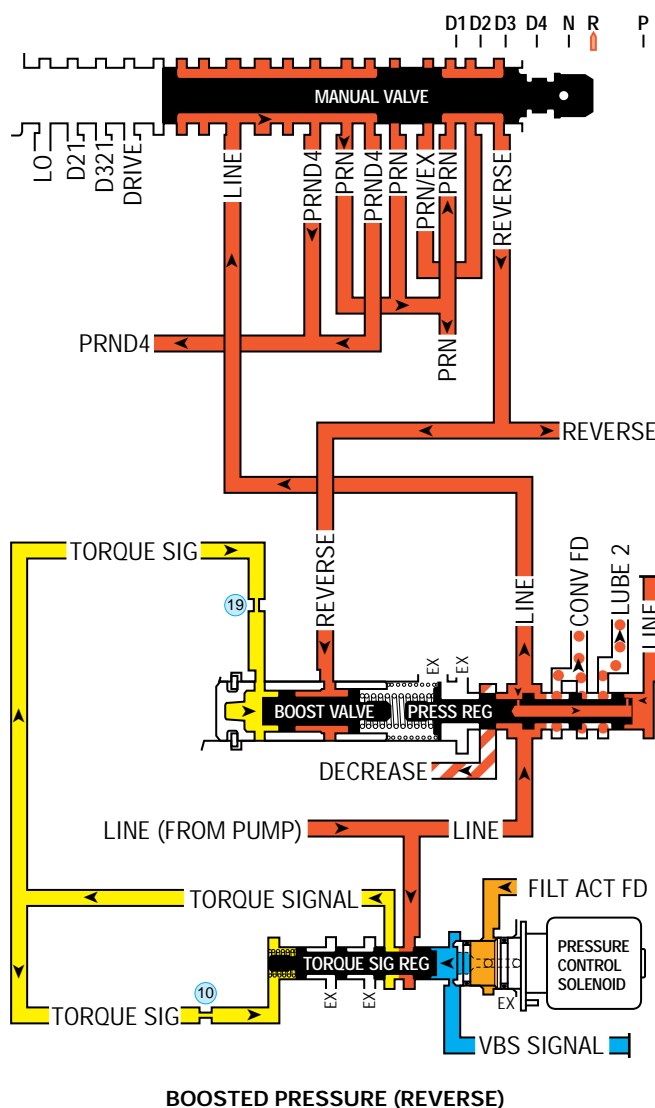 D1 D2 D3 D4 N R P
MANUAL VALVE
LO
D21
D321
DRIVE
LINE
PRND4
PRN
PRND4
PRN
PRN/EX
PRN
REVERSE
PRND4
PRN
REVERSE
TORQUE SIG
REVERSE
LINE
CONV FD
LUBE 2
LINE
19
EX
EX
BOOST VALVE
PRESS REG
DECREASE
LINE (FROM PUMP)
LINE
TORQUE SIGNAL
FILT ACT FD
TORQUE SIG REG
PRESSURE
CONTROL
SOLENOID
10
EX
EX
EX
TORQUE SIG
VBS SIGNAL
BOOSTED PRESSURE (REVERSE)